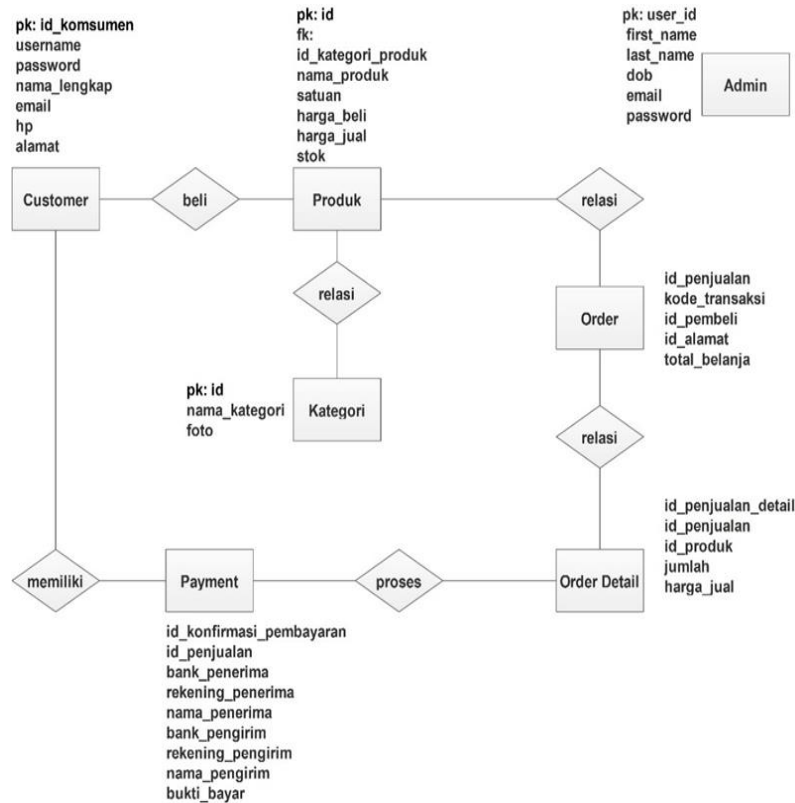 pk: id_komsumen
username
password
nama_lengkap
email
hp
alamat
pk: id
fk:
id_kategori_produk
nama_produk
satuan
harga_beli
harga_jual
stok
pk: user_id
first_name
last_name
dob
email
password
Admin
Customer
beli
Produk
relasi
relasi
Order
id_penjualan
kode_transaksi
id_pembeli
id_alamat
total_belanja
pk: id
nama_kategori
foto
Kategori
relasi
id_penjualan_detail
id_penjualan
id_produk
jumlah
harga_jual
memiliki
Payment
proses
Order Detail
id_konfirmasi_pembayaran
id_penjualan
bank_penerima
rekening_penerima
nama_penerima
bank_pengirim
rekening_pengirim
nama_pengirim
bukti_bayar